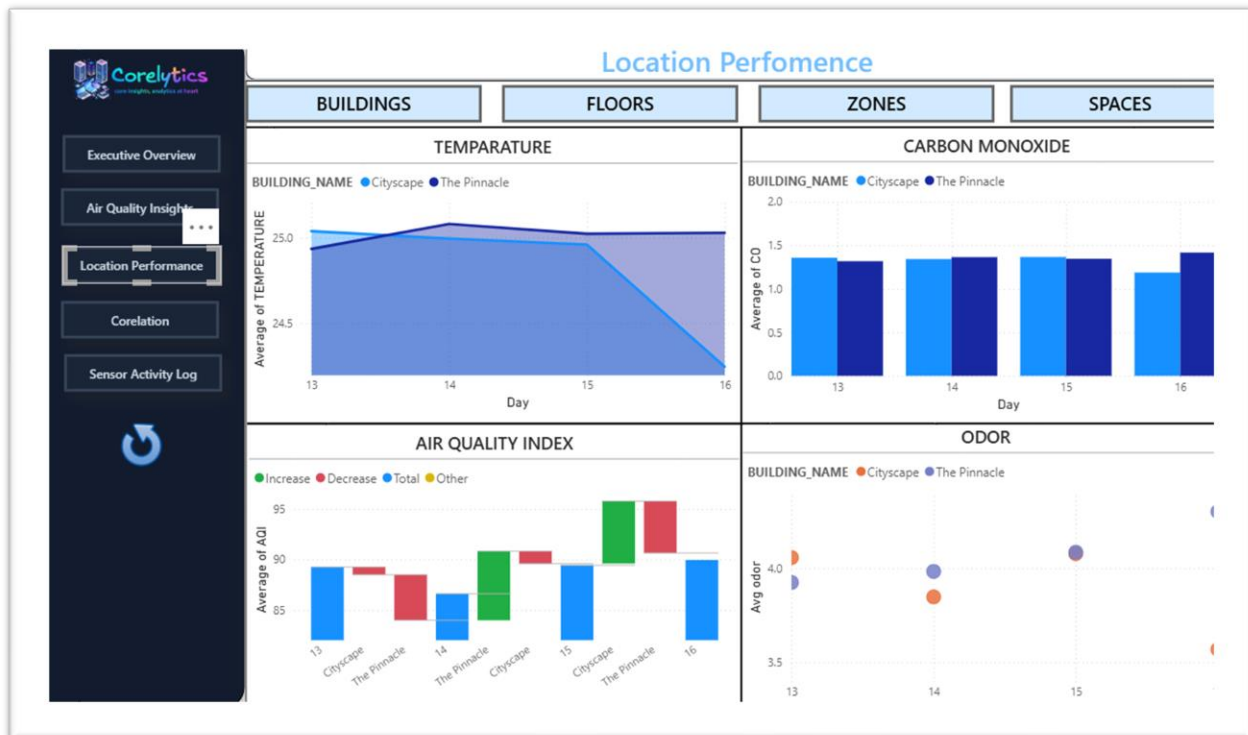 Corelytics
core insights, analytics at heart
Executive Overview
Air Quality Insights
Location Performance
Corelation
Sensor Activity Log
Location Perfomence
BUILDINGS
FLOORS
ZONES
SPACES
TEMPARATURE
BUILDING_NAME Cityscape The Pinnacle
Average of TEMPERATURE
25.0
24.5
13 14 15 16
Day
CARBON MONOXIDE
BUILDING_NAME Cityscape The Pinnacle
Average of CO
2.0
1.5
1.0
0.5
0.0
13 14 15 16
Day
AIR QUALITY INDEX
Increase Decrease Total Other
Average of AQI
95
90
85
13 Cityscape The Pinnacle 14 The Pinnacle Cityscape 15 Cityscape The Pinnacle 16
ODOR
BUILDING_NAME Cityscape The Pinnacle
Avg odor
4.0
3.5
13 14 15